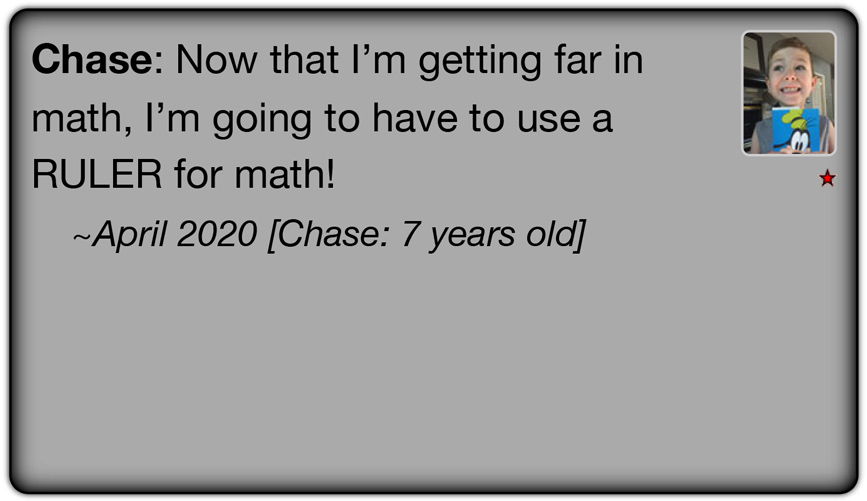 Chase: Now that I’m getting far in
math, I’m going to have to use a
RULER for math!
~April 2020 [Chase: 7 years old]